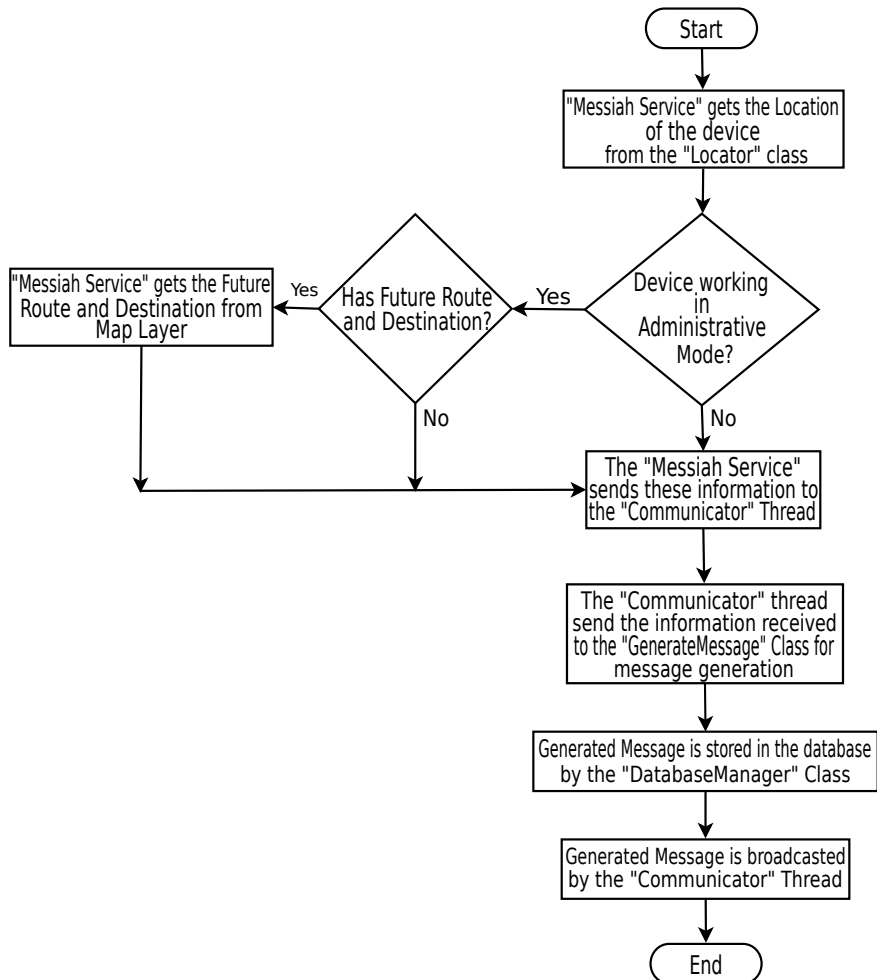 Start
"Messiah Service" gets the Location
of the device
from the "Locator" class
Device working
in
Administrative
Mode?
Yes
Has Future Route
and Destination?
Yes
"Messiah Service" gets the Future
Route and Destination from
Map Layer
No
No
The "Messiah Service"
sends these information to
the "Communicator" Thread
The "Communicator" thread
send the information received
to the "GenerateMessage" Class for
message generation
Generated Message is stored in the database
by the "DatabaseManager" Class
Generated Message is broadcasted
by the "Communicator" Thread
End